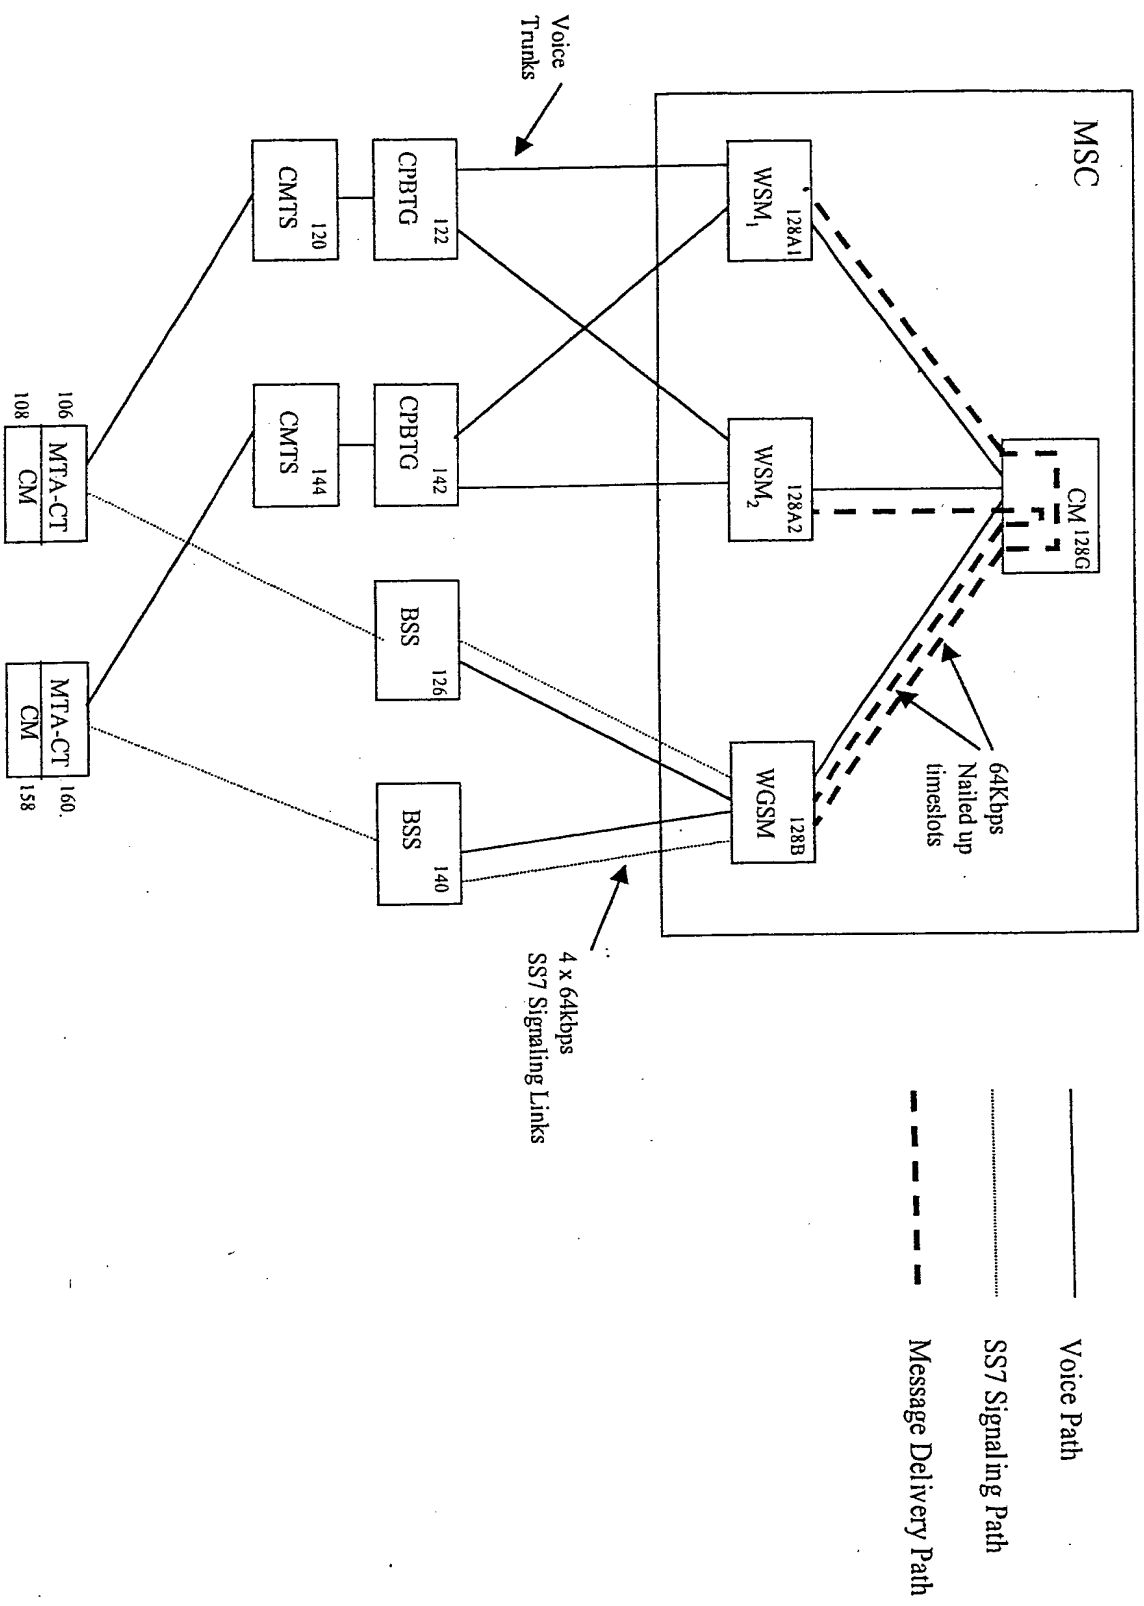 MSC
CM 128G
WSM₁ 128A1
WSM₂ 128A2
WGSM 128B
64Kbps
Nailed up
timeslots
Voice
Trunks
4 x 64kbps
SS7 Signaling Links
CPBTG 122
CPBTG 142
BSS 126
BSS 140
CMTS 120
CMTS 144
106 MTA-CT
108 CM
MTA-CT 160.
CM 158
Voice Path
SS7 Signaling Path
Message Delivery Path